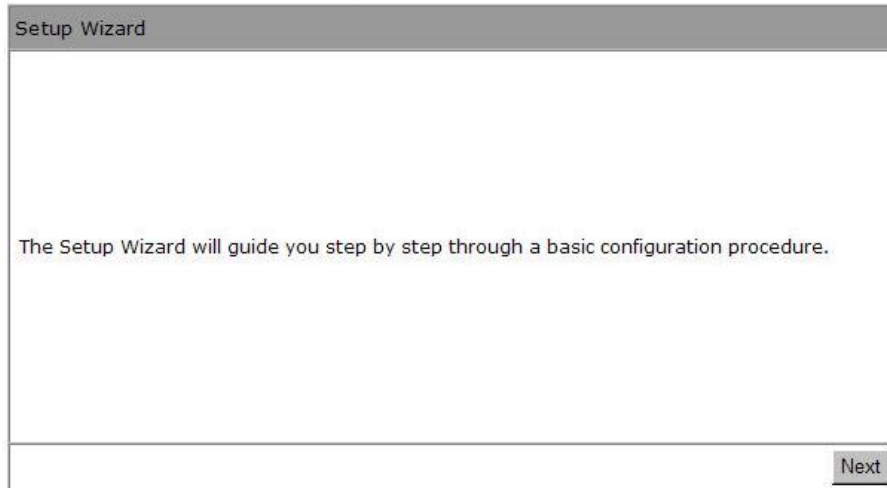 Setup Wizard
The Setup Wizard will guide you step by step through a basic configuration procedure.
Next